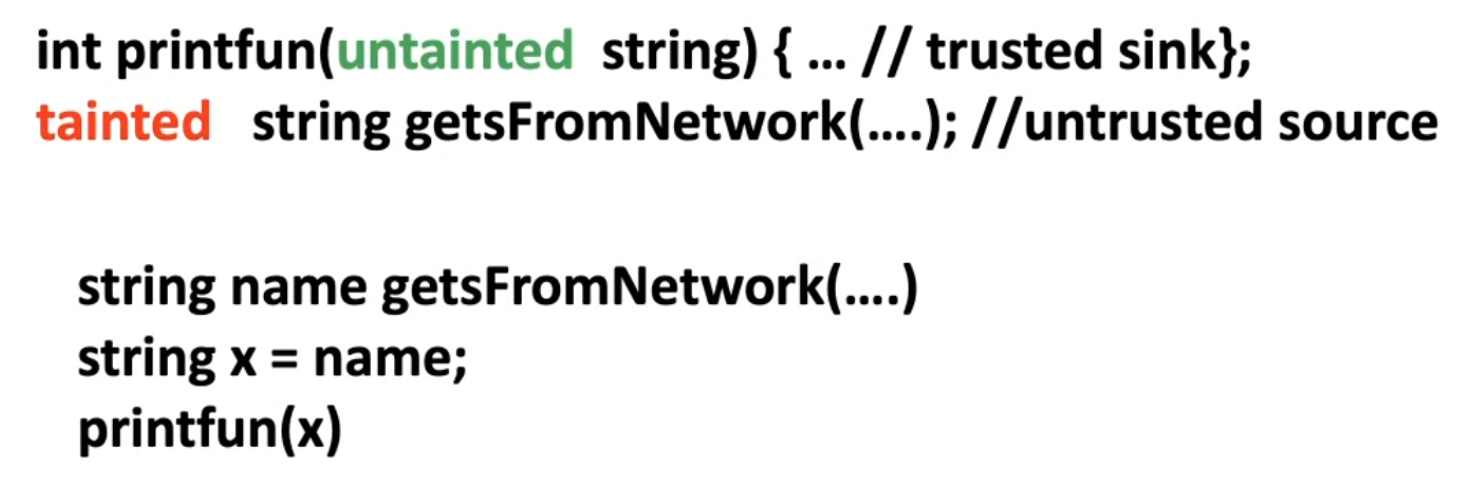 int printfun(untainted string) { ... // trusted sink};
tainted string getsFromNetwork(....); //untrusted source
string name getsFromNetwork(....)
string x = name;
printfun(x)